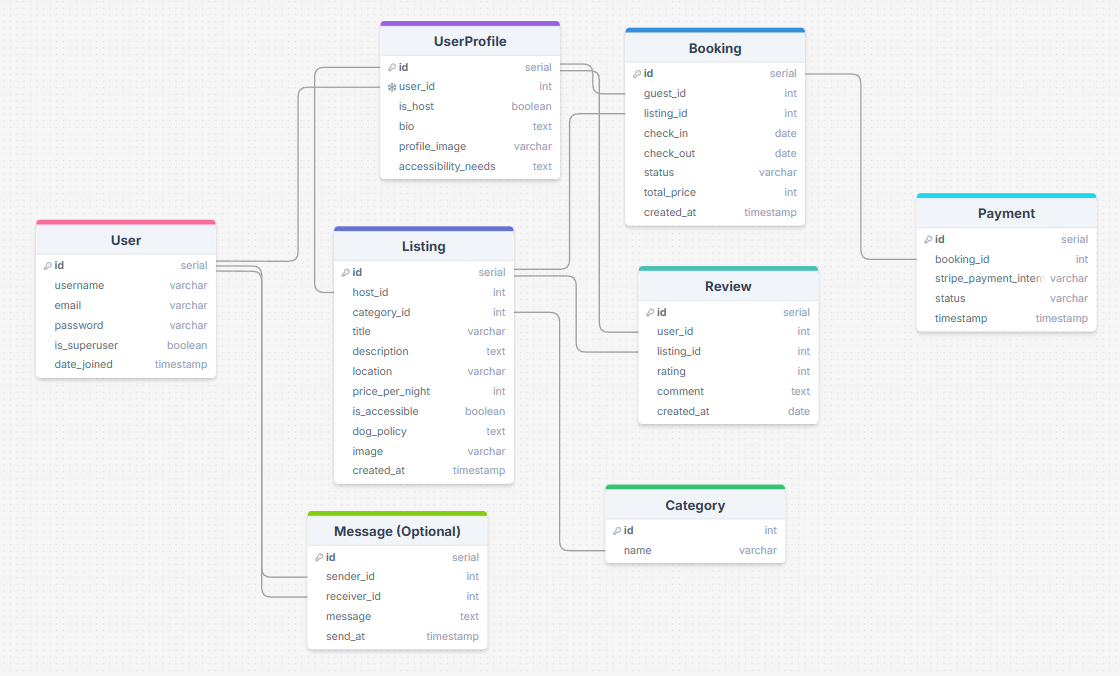 UserProfile
id serial
user_id int
is_host boolean
bio text
profile_image varchar
accessibility_needs text
Booking
id serial
guest_id int
listing_id int
check_in date
check_out date
status varchar
total_price int
created_at timestamp
Payment
id serial
booking_id int
stripe_payment_inten varchar
status varchar
timestamp timestamp
User
id serial
username varchar
email varchar
password varchar
is_superuser boolean
date_joined timestamp
Listing
id serial
host_id int
category_id int
title varchar
description text
location varchar
price_per_night int
is_accessible boolean
dog_policy text
image varchar
created_at timestamp
Review
id serial
user_id int
listing_id int
rating int
comment text
created_at date
Category
id int
name varchar
Message (Optional)
id serial
sender_id int
receiver_id int
message text
send_at timestamp